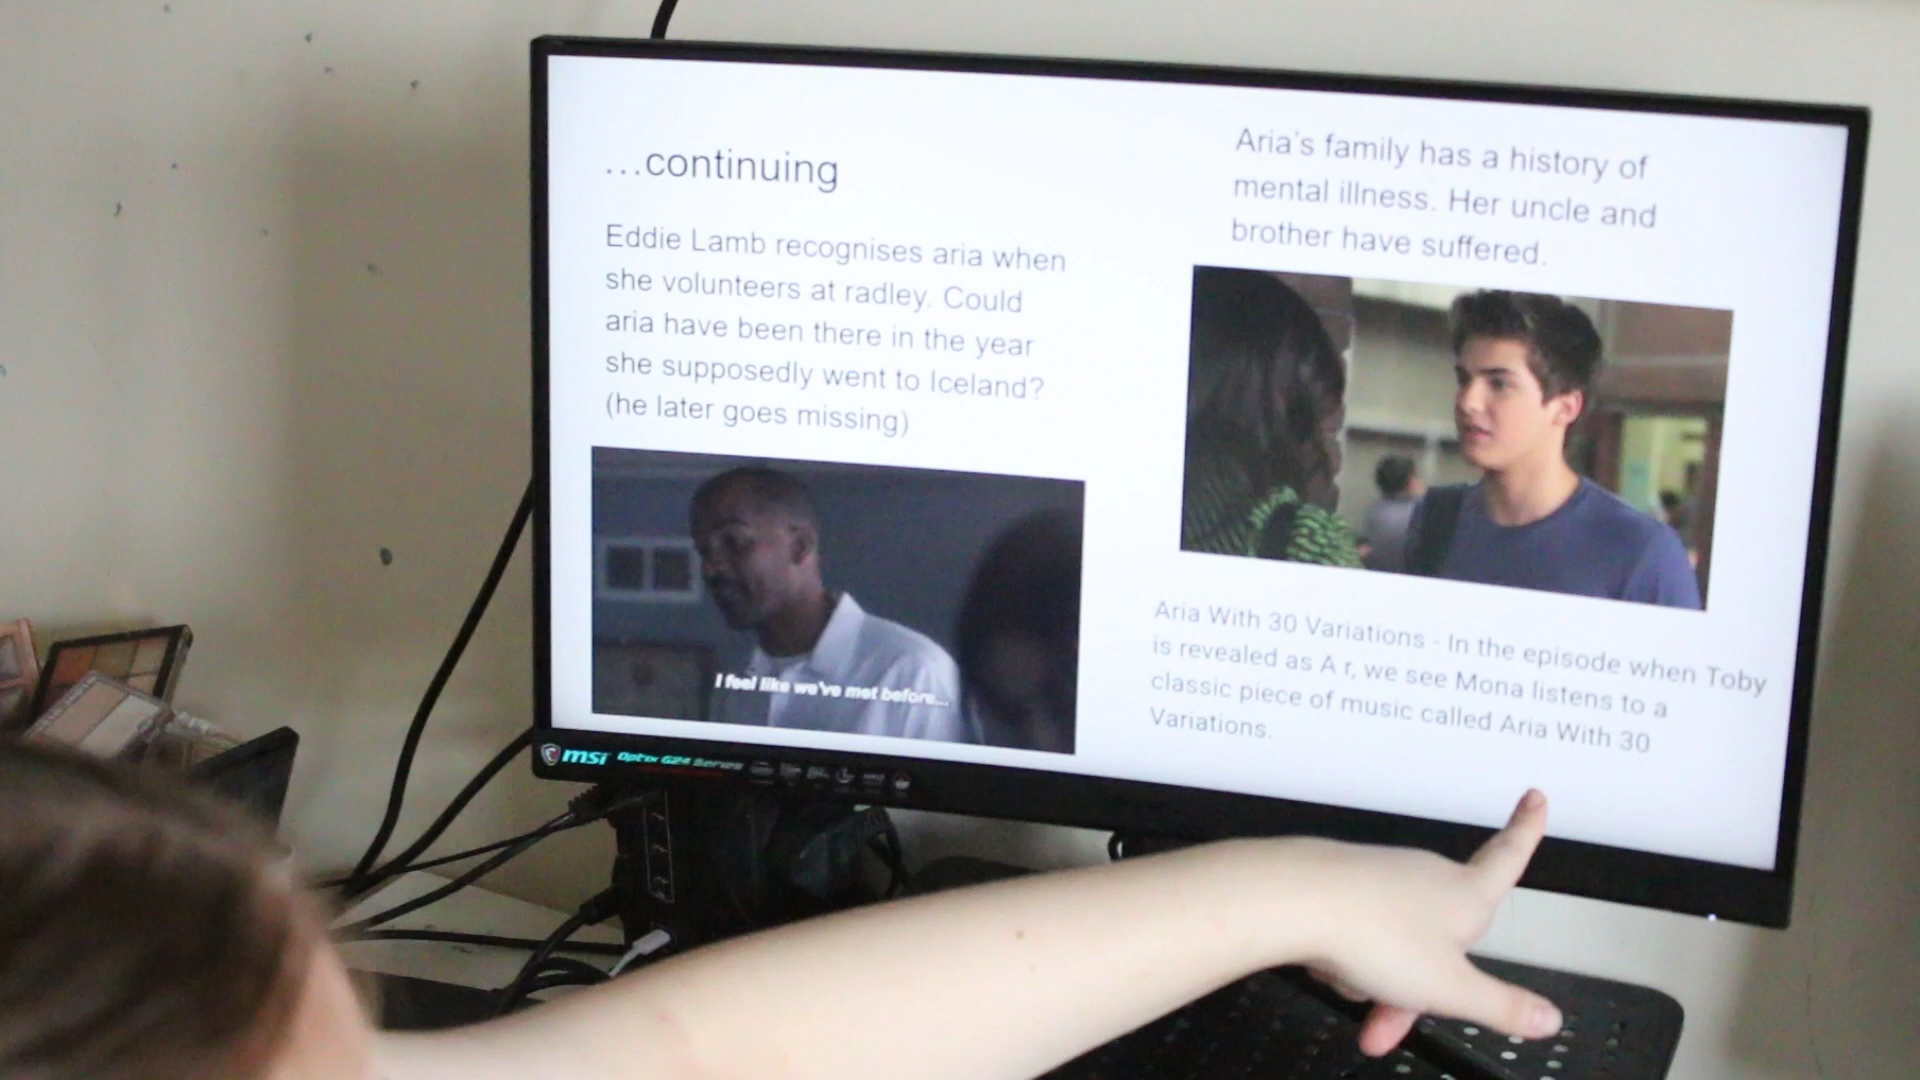 ...continuing
Eddie Lamb recognises aria when
she volunteers at radley. Could
aria have been there in the year
she supposedly went to Iceland?
(he later goes missing)
I feel like we've met before...
Aria's family has a history of
mental illness. Her uncle and
brother have suffered.
Aria With 30 Variations - In the episode when Toby
is revealed as A r, we see Mona listens to a
classic piece of music called Aria With 30
Variations.
msi Optix G24 Series